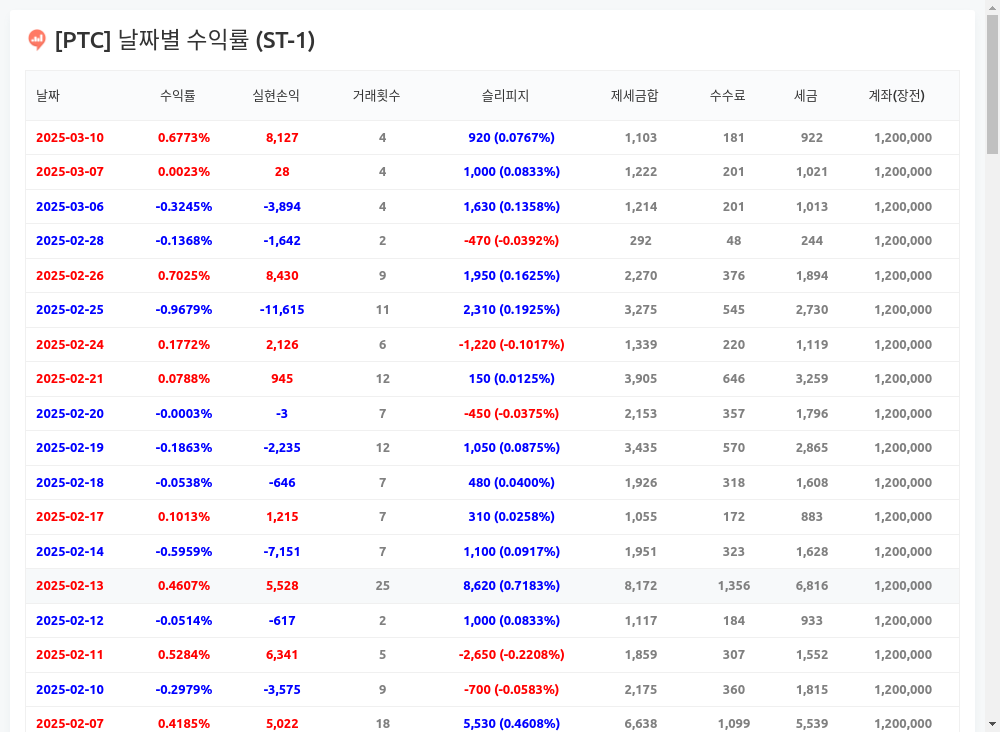 [PTC] 날짜별 수익률 (ST-1)
날짜 수익률 실현손익 거래횟수 슬리피지 제세금합 수수료 세금 계좌(장전)
2025-03-10 0.6773% 8,127 4 920 (0.0767%) 1,103 181 922 1,200,000
2025-03-07 0.0023% 28 4 1,000 (0.0833%) 1,222 201 1,021 1,200,000
2025-03-06 -0.3245% -3,894 4 1,630 (0.1358%) 1,214 201 1,013 1,200,000
2025-02-28 -0.1368% -1,642 2 -470 (-0.0392%) 292 48 244 1,200,000
2025-02-26 0.7025% 8,430 9 1,950 (0.1625%) 2,270 376 1,894 1,200,000
2025-02-25 -0.9679% -11,615 11 2,310 (0.1925%) 3,275 545 2,730 1,200,000
2025-02-24 0.1772% 2,126 6 -1,220 (-0.1017%) 1,339 220 1,119 1,200,000
2025-02-21 0.0788% 945 12 150 (0.0125%) 3,905 646 3,259 1,200,000
2025-02-20 -0.0003% -3 7 -450 (-0.0375%) 2,153 357 1,796 1,200,000
2025-02-19 -0.1863% -2,235 12 1,050 (0.0875%) 3,435 570 2,865 1,200,000
2025-02-18 -0.0538% -646 7 480 (0.0400%) 1,926 318 1,608 1,200,000
2025-02-17 0.1013% 1,215 7 310 (0.0258%) 1,055 172 883 1,200,000
2025-02-14 -0.5959% -7,151 7 1,100 (0.0917%) 1,951 323 1,628 1,200,000
2025-02-13 0.4607% 5,528 25 8,620 (0.7183%) 8,172 1,356 6,816 1,200,000
2025-02-12 -0.0514% -617 2 1,000 (0.0833%) 1,117 184 933 1,200,000
2025-02-11 0.5284% 6,341 5 -2,650 (-0.2208%) 1,859 307 1,552 1,200,000
2025-02-10 -0.2979% -3,575 9 -700 (-0.0583%) 2,175 360 1,815 1,200,000
2025-02-07 0.4185% 5,022 18 5,530 (0.4608%) 6,638 1,099 5,539 1,200,000